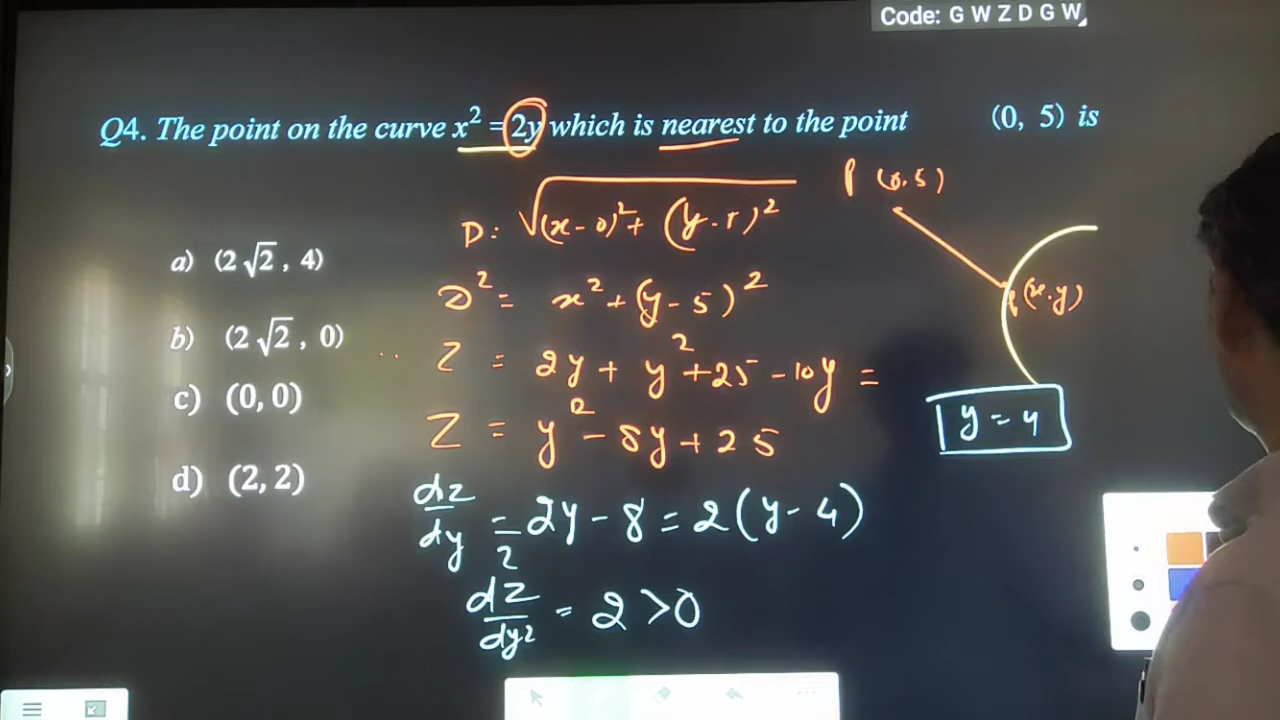 Code: G W Z D G W
Q4. The point on the curve x² = 2y which is nearest to the point (0, 5) is
P (0, 5)
D: √(x - 0)² + (y - 5)²
a) (2√2, 4)
D² = x² + (y - 5)²
(x, y)
b) (2√2, 0)
Z = 2y + y² + 25 - 10y =
c) (0, 0)
y = 4
Z = y² - 8y + 25
d) (2, 2)
dz/dy = 2y - 8 = 2(y - 4)
d²z/dy² = 2 > 0